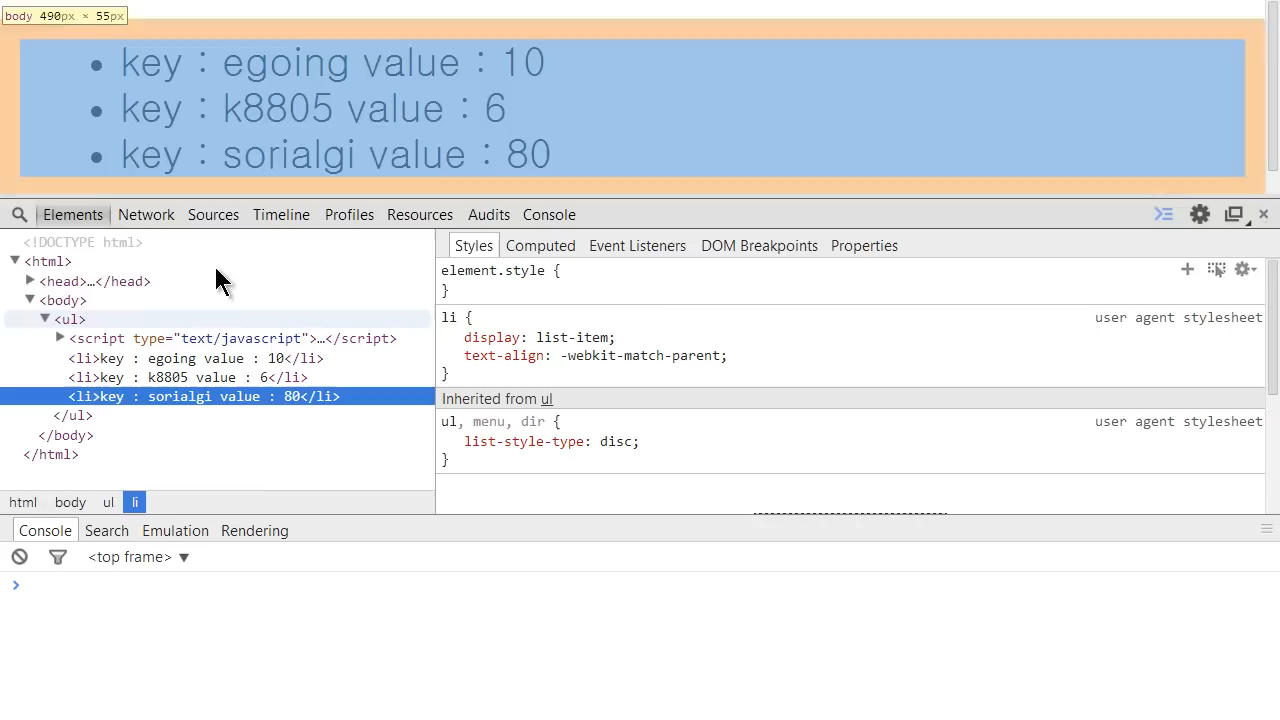 body 490px × 55px
• key : egoing value : 10
• key : k8805 value : 6
• key : sorialgi value : 80
Elements Network Sources Timeline Profiles Resources Audits Console
<!DOCTYPE html>
<html>
<head>…</head>
<body>
<ul>
<script type="text/javascript">…</script>
<li>key : egoing value : 10</li>
<li>key : k8805 value : 6</li>
<li>key : sorialgi value : 80</li>
</ul>
</body>
</html>
html body ul li
Styles Computed Event Listeners DOM Breakpoints Properties
element.style {
}
li { user agent stylesheet
display: list-item;
text-align: -webkit-match-parent;
}
Inherited from ul
ul, menu, dir { user agent stylesheet
list-style-type: disc;
}
Console Search Emulation Rendering
<top frame> ▼